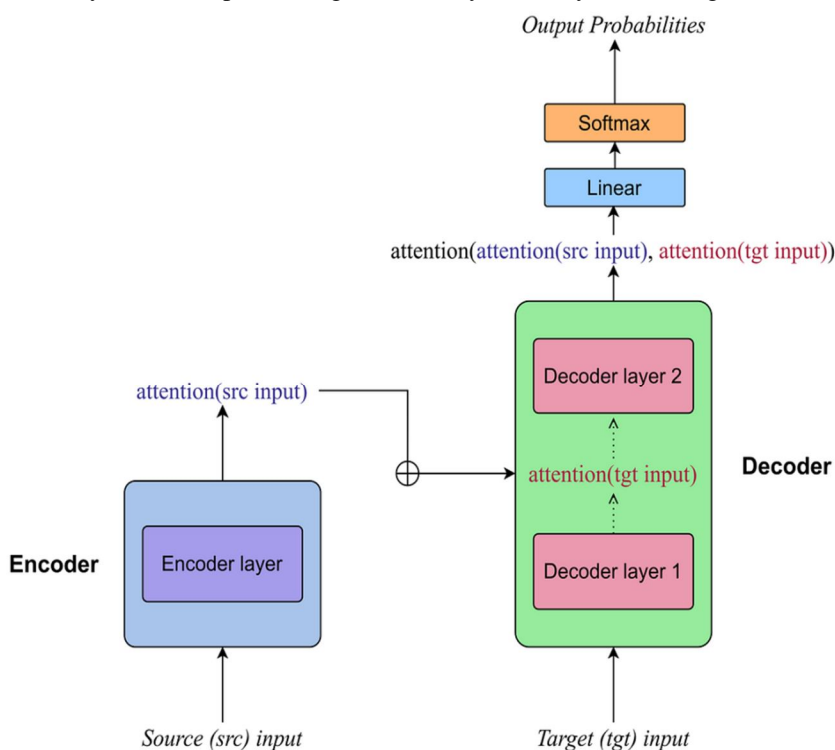 Output Probabilities
Softmax
Linear
attention(attention(src input), attention(tgt input))
Decoder layer 2
attention(src input)
attention(tgt input)
Decoder
Encoder
Encoder layer
Decoder layer 1
Source (src) input
Target (tgt) input